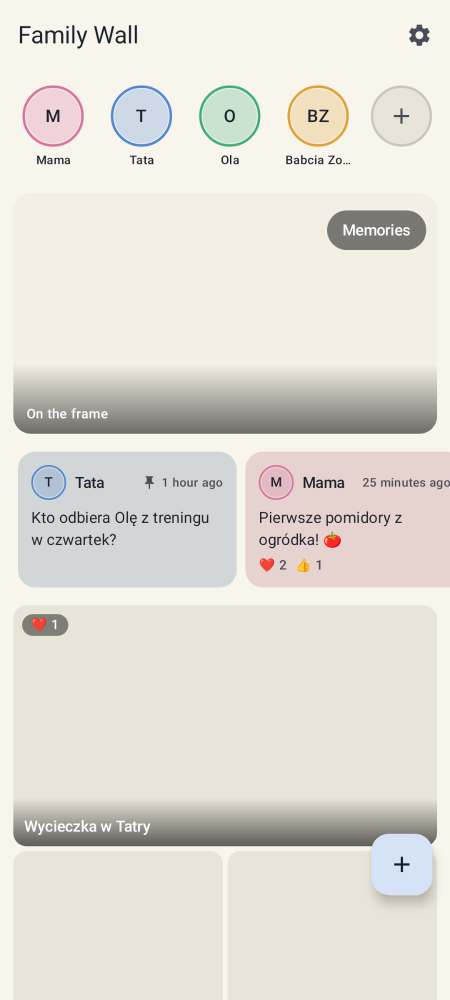 Family Wall
M
T
O
BZ
+
Mama
Tata
Ola
Babcia Zo...
Memories
On the frame
T
Tata
1 hour ago
Kto odbiera Olę z treningu
w czwartek?
M
Mama
25 minutes ago
Pierwsze pomidory z
ogródka! 🍅
❤️ 2 👍 1
❤️ 1
Wycieczka w Tatry
+